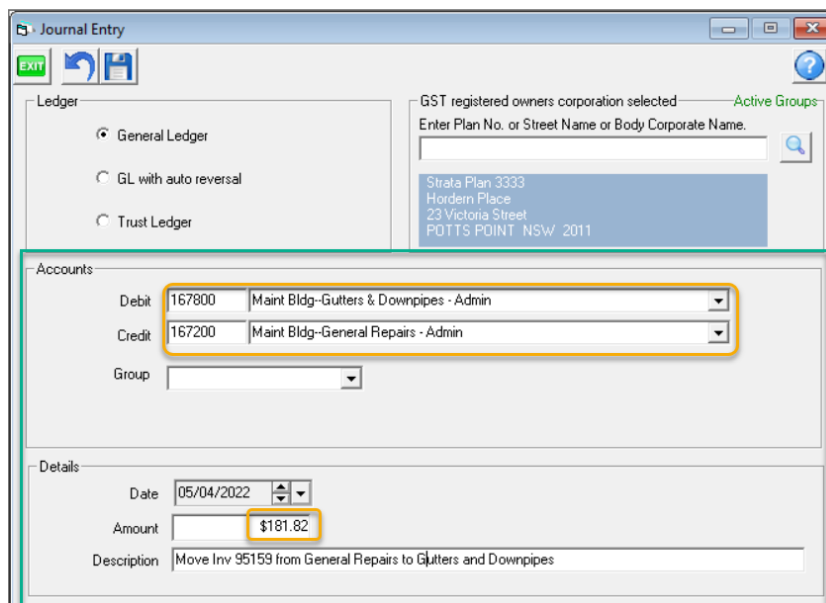 Journal Entry
EXIT
?
Ledger
General Ledger
GL with auto reversal
Trust Ledger
GST registered owners corporation selected
Active Groups
Enter Plan No. or Street Name or Body Corporate Name.
Strata Plan 3333
Hordern Place
23 Victoria Street
POTTS POINT NSW 2011
Accounts
Debit 167800 Maint Bldg--Gutters & Downpipes - Admin
Credit 167200 Maint Bldg--General Repairs - Admin
Group
Details
Date 05/04/2022
Amount $181.82
Description Move Inv 95159 from General Repairs to Gutters and Downpipes